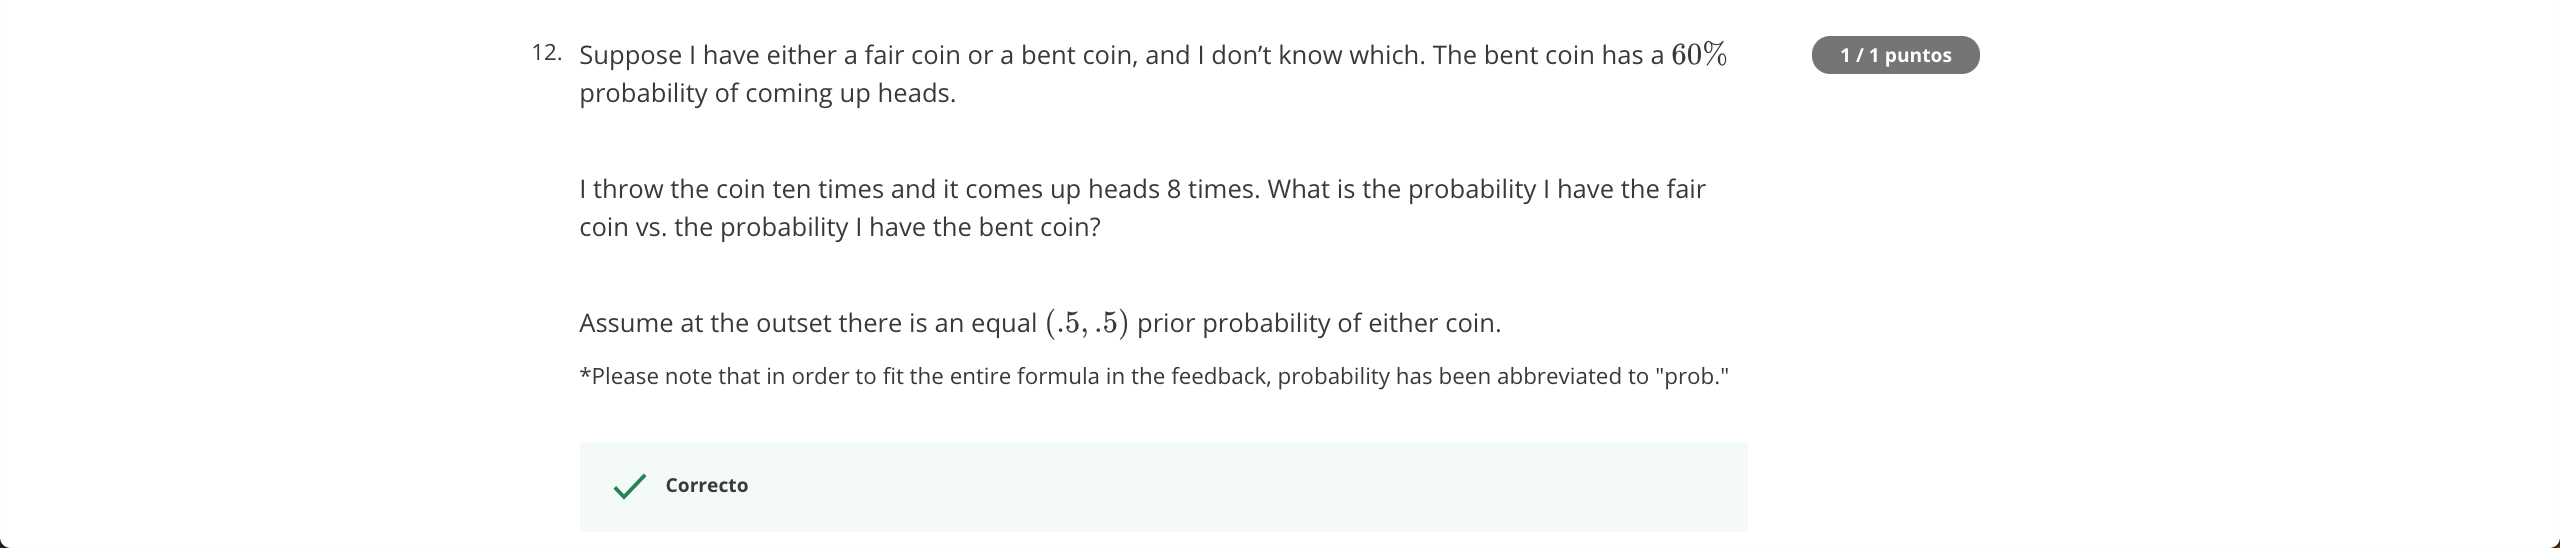 12. Suppose I have either a fair coin or a bent coin, and I don’t know which. The bent coin has a 60%
probability of coming up heads.
1 / 1 puntos
I throw the coin ten times and it comes up heads 8 times. What is the probability I have the fair
coin vs. the probability I have the bent coin?
Assume at the outset there is an equal (.5, .5) prior probability of either coin.
*Please note that in order to fit the entire formula in the feedback, probability has been abbreviated to "prob."
Correcto